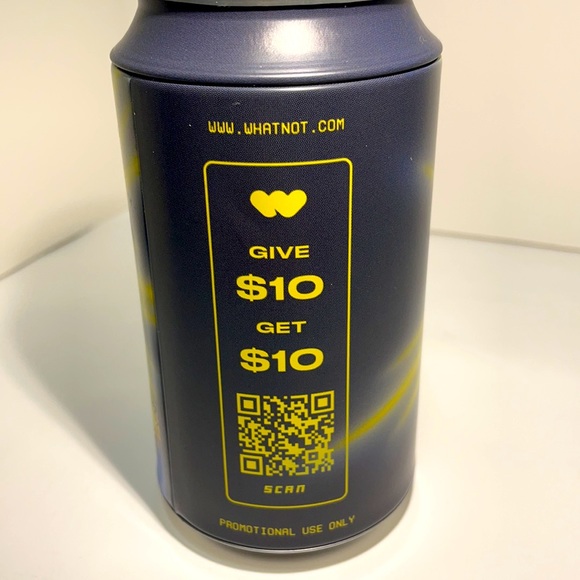 WWW.WHATNOT.COM
GIVE
$10
GET
$10
SCAN
PROMOTIONAL USE ONLY